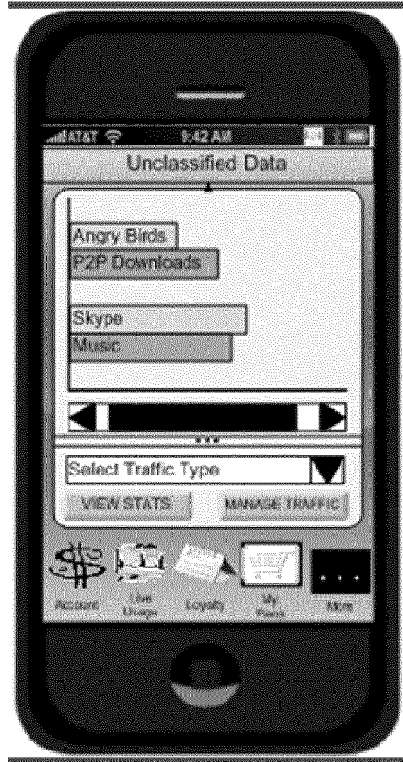 AT&T 9:42 AM
Unclassified Data
Angry Birds
P2P Downloads
Skype
Music
Select Traffic Type
VIEW STATS MANAGE TRAFFIC
Account Live Usage Loyalty My More